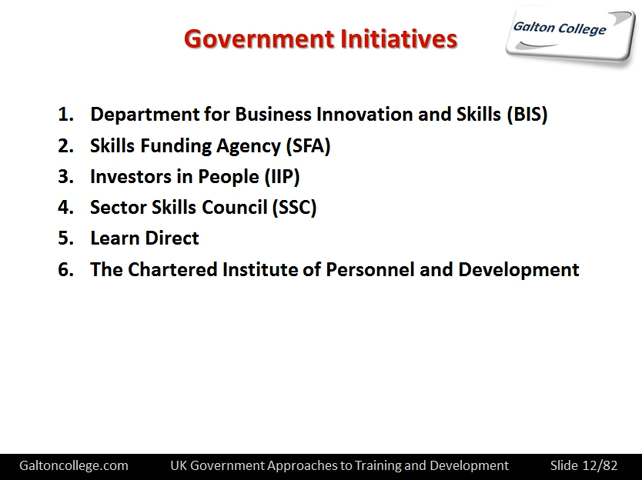 Government Initiatives
Galton College
1. Department for Business Innovation and Skills (BIS)
2. Skills Funding Agency (SFA)
3. Investors in People (IIP)
4. Sector Skills Council (SSC)
5. Learn Direct
6. The Chartered Institute of Personnel and Development
Galtoncollege.com UK Government Approaches to Training and Development Slide 12/82